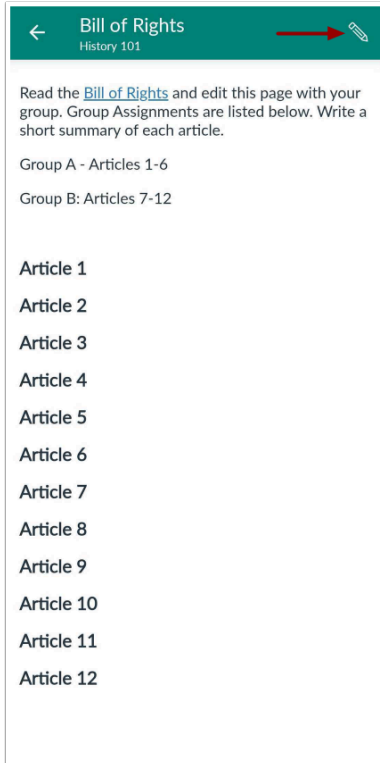 Bill of Rights
History 101
Read the Bill of Rights and edit this page with your
group. Group Assignments are listed below. Write a
short summary of each article.
Group A - Articles 1-6
Group B: Articles 7-12
Article 1
Article 2
Article 3
Article 4
Article 5
Article 6
Article 7
Article 8
Article 9
Article 10
Article 11
Article 12